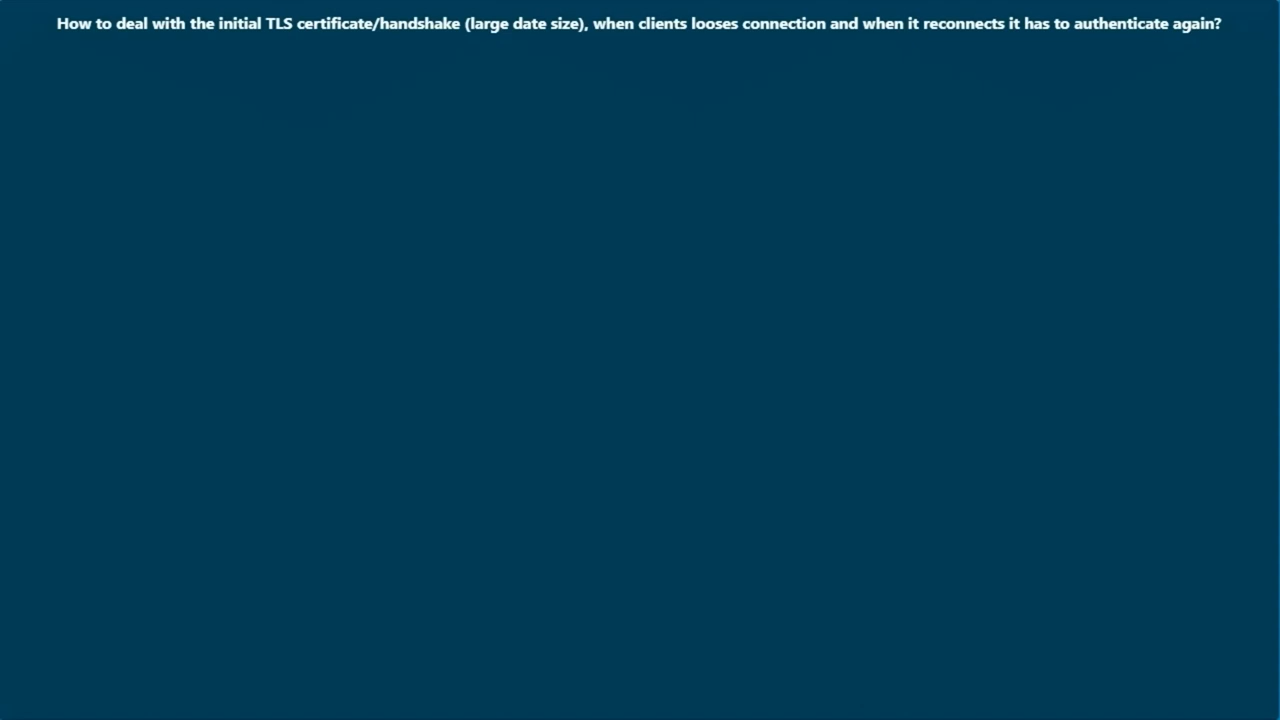 How to deal with the initial TLS certificate/handshake (large date size), when clients looses connection and when it reconnects it has to authenticate again?